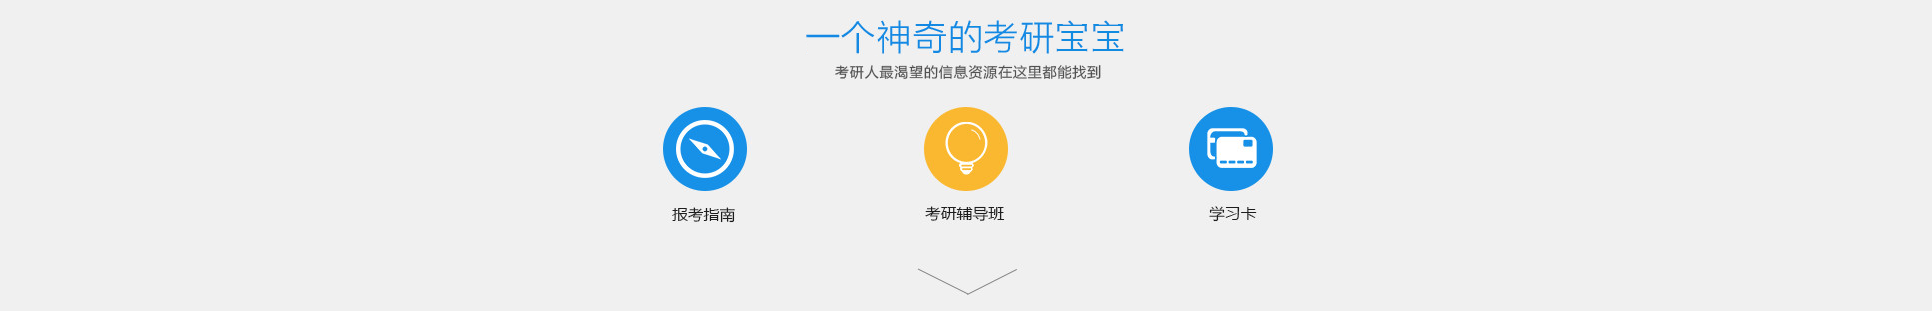 一个神奇的考研宝宝
考研人最渴望的信息资源在这里都能找到
报考指南
考研辅导班
学习卡